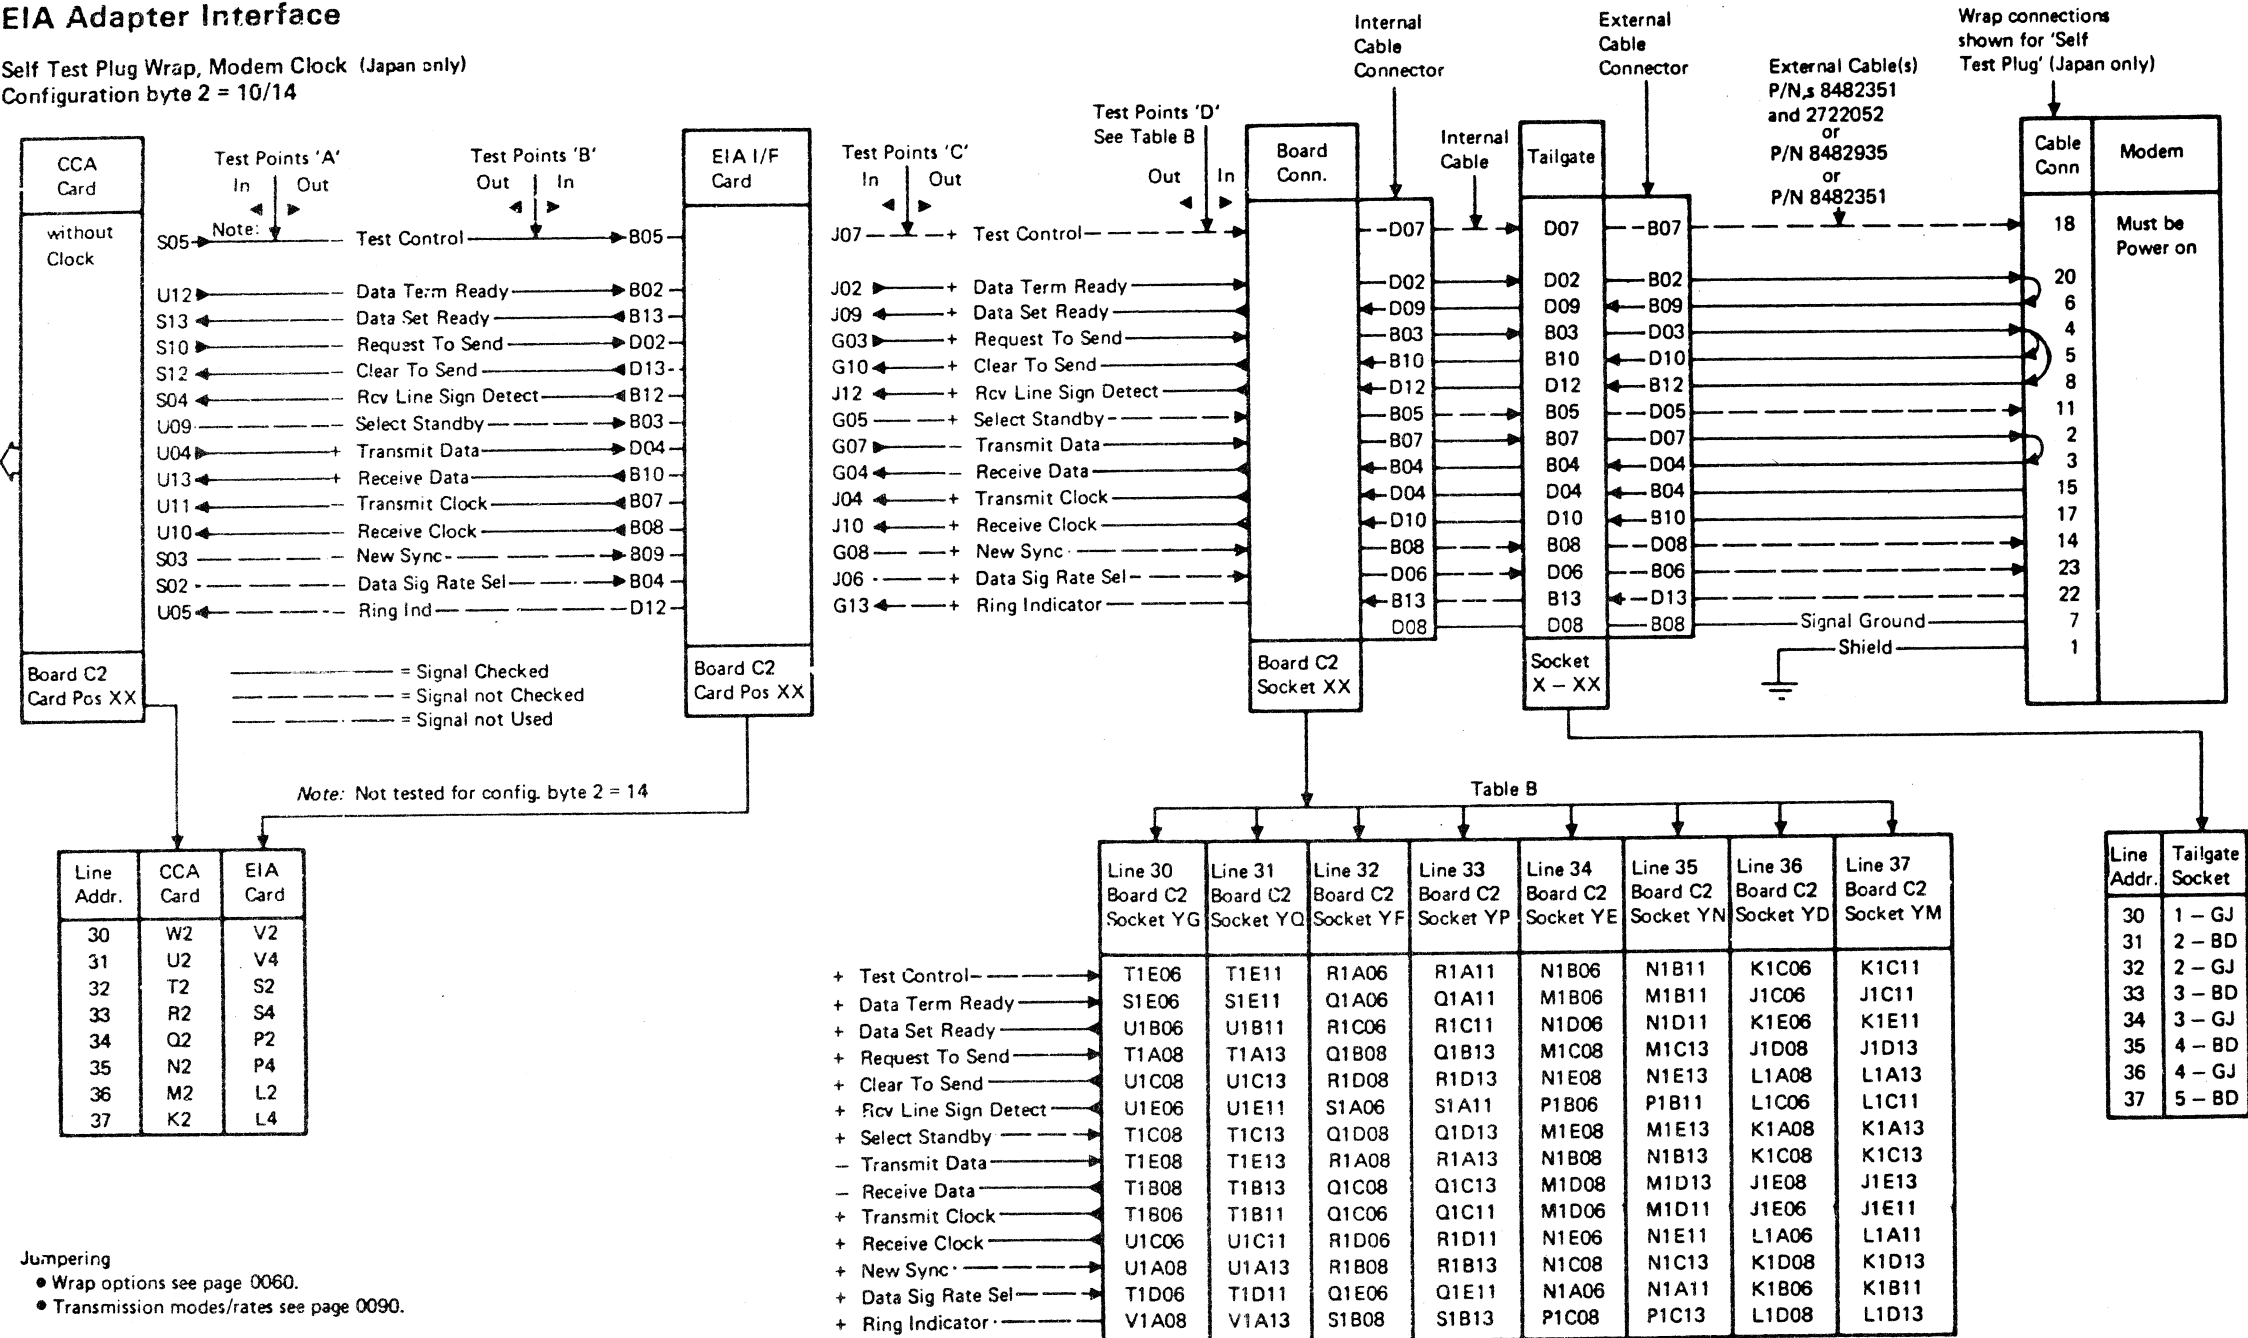 EIA Adapter Interface
Self Test Plug Wrap, Modem Clock (Japan only)
Configuration byte 2 = 10/14
Internal
Cable
Connector
External
Cable
Connector
Wrap connections
shown for 'Self
Test Plug' (Japan only)
External Cable(s)
P/N,s 8482351
and 2722052
or
P/N 8482935
or
P/N 8482351
Test Points 'A'
In Out
Test Points 'B'
Out In
Test Points 'C'
In Out
Test Points 'D'
See Table B
Out In
CCA
Card
without
Clock
EIA I/F
Card
Board
Conn.
Internal
Cable
Tailgate
Cable
Conn
Modem
Must be
Power on
S05 Note: — Test Control B05 J07 + Test Control D07 D07 B07 18
U12 — Data Term Ready B02 J02 + Data Term Ready D02 D02 B02 20
S13 — Data Set Ready B13 J09 + Data Set Ready D09 D09 B09 6
S10 — Request To Send D02 G03 + Request To Send B03 B03 D03 4
S12 — Clear To Send D13 G10 + Clear To Send B10 B10 D10 5
S04 — Rcv Line Sign Detect B12 J12 + Rcv Line Sign Detect D12 D12 B12 8
U09 — Select Standby B03 G05 + Select Standby B05 B05 D05 11
U04 + Transmit Data D04 G07 — Transmit Data B07 B07 D07 2
U13 + Receive Data B10 G04 — Receive Data B04 B04 D04 3
U11 — Transmit Clock B07 J04 + Transmit Clock D04 D04 B04 15
U10 — Receive Clock B08 J10 + Receive Clock D10 D10 B10 17
S03 — New Sync B09 G08 + New Sync B08 B08 D08 14
S02 — Data Sig Rate Sel B04 J06 + Data Sig Rate Sel D06 D06 B06 23
U05 — Ring Ind D12 G13 + Ring Indicator B13 B13 D13 22
D08 D08 B08 Signal Ground 7
Shield 1
Board C2
Card Pos XX
= Signal Checked
= Signal not Checked
= Signal not Used
Board C2
Card Pos XX
Board C2
Socket XX
Socket
X – XX
Note: Not tested for config. byte 2 = 14
Line Addr. CCA Card EIA Card
30 W2 V2
31 U2 V4
32 T2 S2
33 R2 S4
34 Q2 P2
35 N2 P4
36 M2 L2
37 K2 L4
Table B
Line 30 Line 31 Line 32 Line 33 Line 34 Line 35 Line 36 Line 37
Board C2 Board C2 Board C2 Board C2 Board C2 Board C2 Board C2 Board C2
Socket YG Socket YQ Socket YF Socket YP Socket YE Socket YN Socket YD Socket YM
+ Test Control T1E06 T1E11 R1A06 R1A11 N1B06 N1B11 K1C06 K1C11
+ Data Term Ready S1E06 S1E11 Q1A06 Q1A11 M1B06 M1B11 J1C06 J1C11
+ Data Set Ready U1B06 U1B11 R1C06 R1C11 N1D06 N1D11 K1E06 K1E11
+ Request To Send T1A08 T1A13 Q1B08 Q1B13 M1C08 M1C13 J1D08 J1D13
+ Clear To Send U1C08 U1C13 R1D08 R1D13 N1E08 N1E13 L1A08 L1A13
+ Rcv Line Sign Detect U1E06 U1E11 S1A06 S1A11 P1B06 P1B11 L1C06 L1C11
+ Select Standby T1C08 T1C13 Q1D08 Q1D13 M1E08 M1E13 K1A08 K1A13
– Transmit Data T1E08 T1E13 R1A08 R1A13 N1B08 N1B13 K1C08 K1C13
– Receive Data T1B08 T1B13 Q1C08 Q1C13 M1D08 M1D13 J1E08 J1E13
+ Transmit Clock T1B06 T1B11 Q1C06 Q1C11 M1D06 M1D11 J1E06 J1E11
+ Receive Clock U1C06 U1C11 R1D06 R1D11 N1E06 N1E11 L1A06 L1A11
+ New Sync U1A08 U1A13 R1B08 R1B13 N1C08 N1C13 K1D08 K1D13
+ Data Sig Rate Sel T1D06 T1D11 Q1E06 Q1E11 N1A06 N1A11 K1B06 K1B11
+ Ring Indicator V1A08 V1A13 S1B08 S1B13 P1C08 P1C13 L1D08 L1D13
Line Addr. Tailgate Socket
30 1 – GJ
31 2 – BD
32 2 – GJ
33 3 – BD
34 3 – GJ
35 4 – BD
36 4 – GJ
37 5 – BD
Jumpering
● Wrap options see page 0060.
● Transmission modes/rates see page 0090.